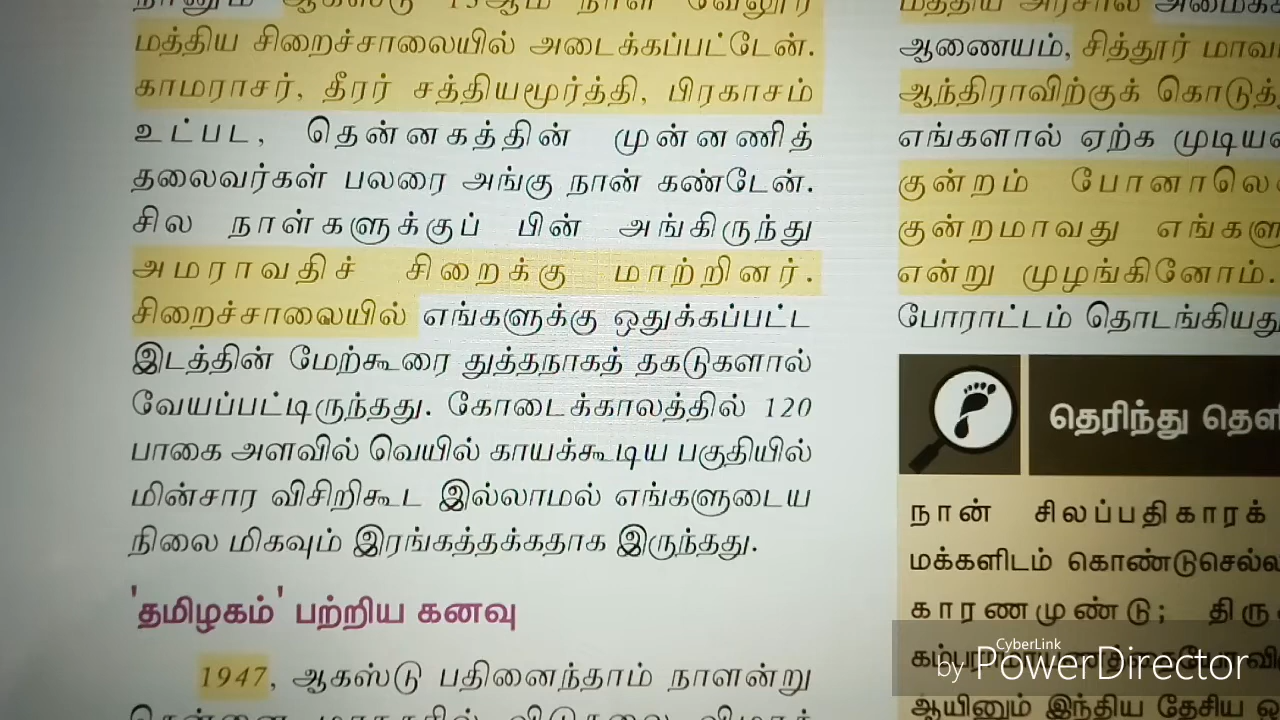 நானும் ஆகஸ்டு 13ஆம் நாள் வேலூர்
மத்திய சிறைச்சாலையில் அடைக்கப்பட்டேன்.
காமராசர், தீரர் சத்தியமூர்த்தி, பிரகாசம்
உட்பட, தென்னகத்தின் முன்னணித்
தலைவர்கள் பலரை அங்கு நான் கண்டேன்.
சில நாள்களுக்குப் பின் அங்கிருந்து
அமராவதிச் சிறைக்கு மாற்றினர்.
சிறைச்சாலையில் எங்களுக்கு ஒதுக்கப்பட்ட
இடத்தின் மேற்கூரை துத்தநாகத் தகடுகளால்
வேயப்பட்டிருந்தது. கோடைக்காலத்தில் 120
பாகை அளவில் வெயில் காயக்கூடிய பகுதியில்
மின்சார விசிறிகூட இல்லாமல் எங்களுடைய
நிலை மிகவும் இரங்கத்தக்கதாக இருந்தது.
'தமிழகம்' பற்றிய கனவு
1947, ஆகஸ்டு பதினைந்தாம் நாளன்று
மத்திய அரசால்
ஆணையம், சித்தூர்
ஆந்திராவிற்குக்
எங்களால் ஏற்க
குன்றம்
குன்றமாவது
என்று முழங்கினோம்.
போராட்டம்
தெரிந்து
நான் சிலப்பதிகாரக்
மக்களிடம்
காரணமுண்டு;
ஆயினும் இந்திய தேசிய
CyberLink
by PowerDirector